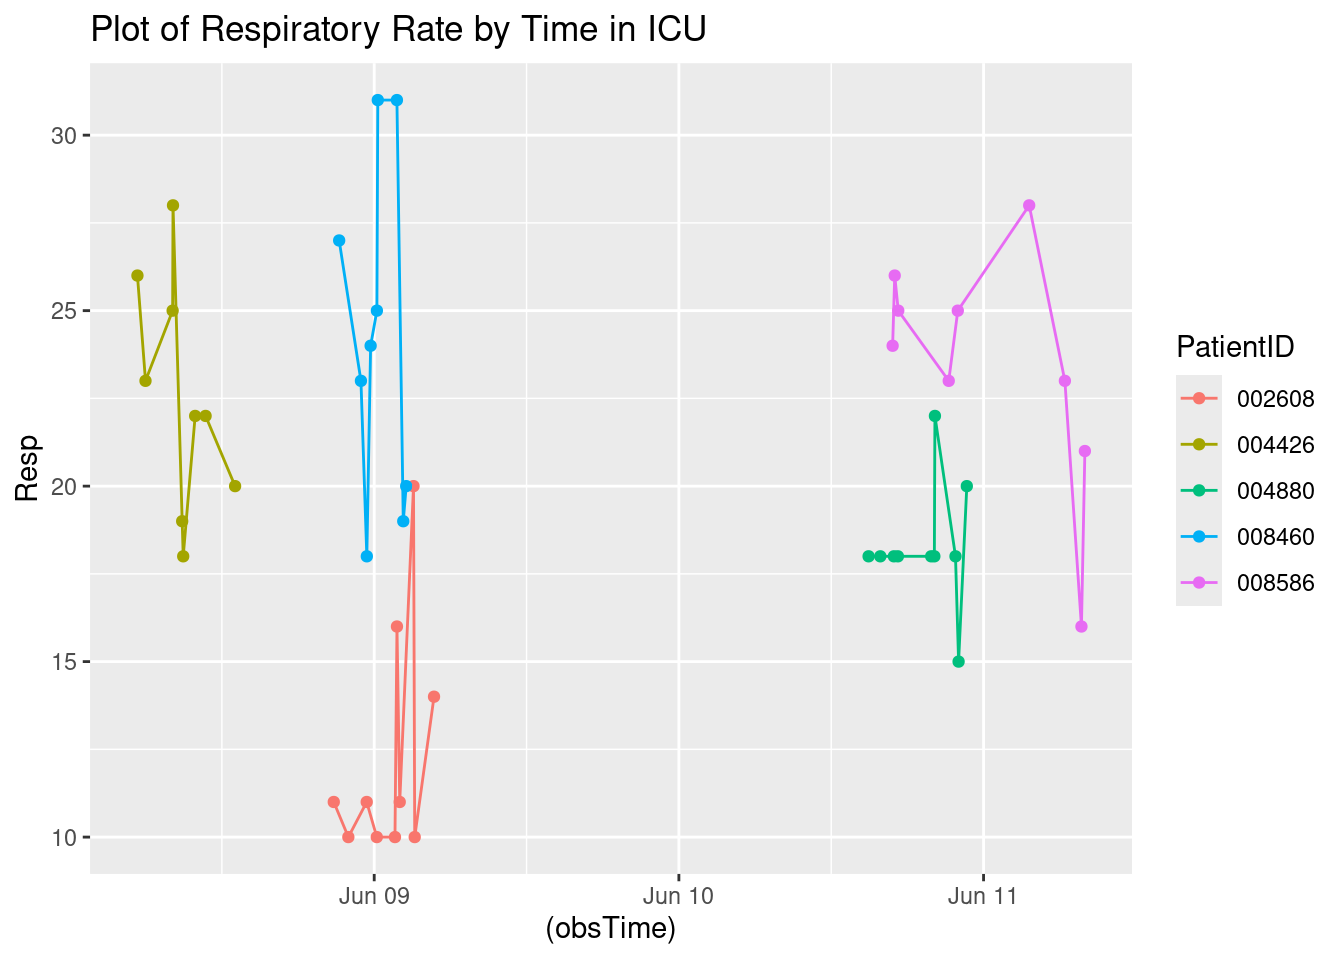 Plot of Respiratory Rate by Time in ICU
30
25
20
15
10
Resp
Jun 09
Jun 10
Jun 11
(obsTime)
PatientID
002608
004426
004880
008460
008586